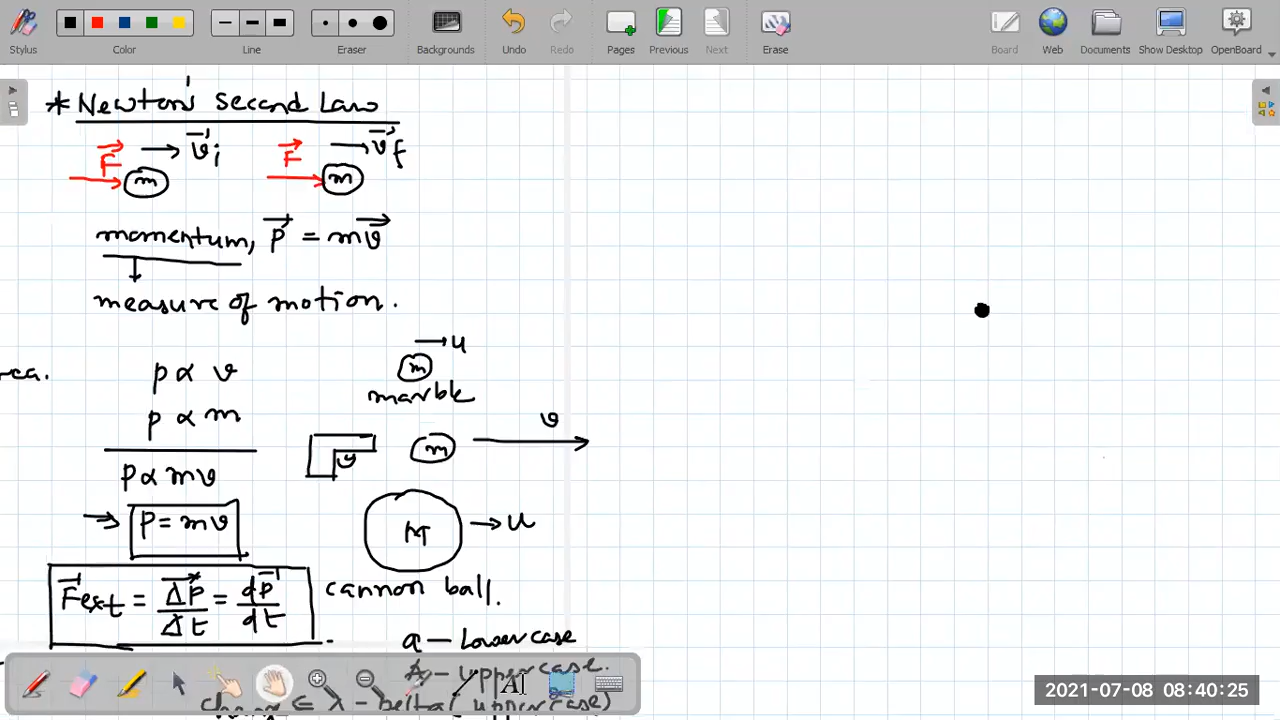 Stylus
Color
Line
Eraser
Backgrounds
Undo
Redo
Pages
Previous
Next
Erase
Board
Web
Documents
Show Desktop
OpenBoard
* Newton's Second Law
F → vi F → vf
m m
momentum, p = mv
measure of motion.
→ u
m
marble
p ∝ v
p ∝ m
v
m
p ∝ mv
⇒ P = mv
M → u
Fext = Δp/Δt = dp/dt
cannon ball.
a – Lowercase
A – uppercase.
delta (uppercase)
2021-07-08 08:40:25